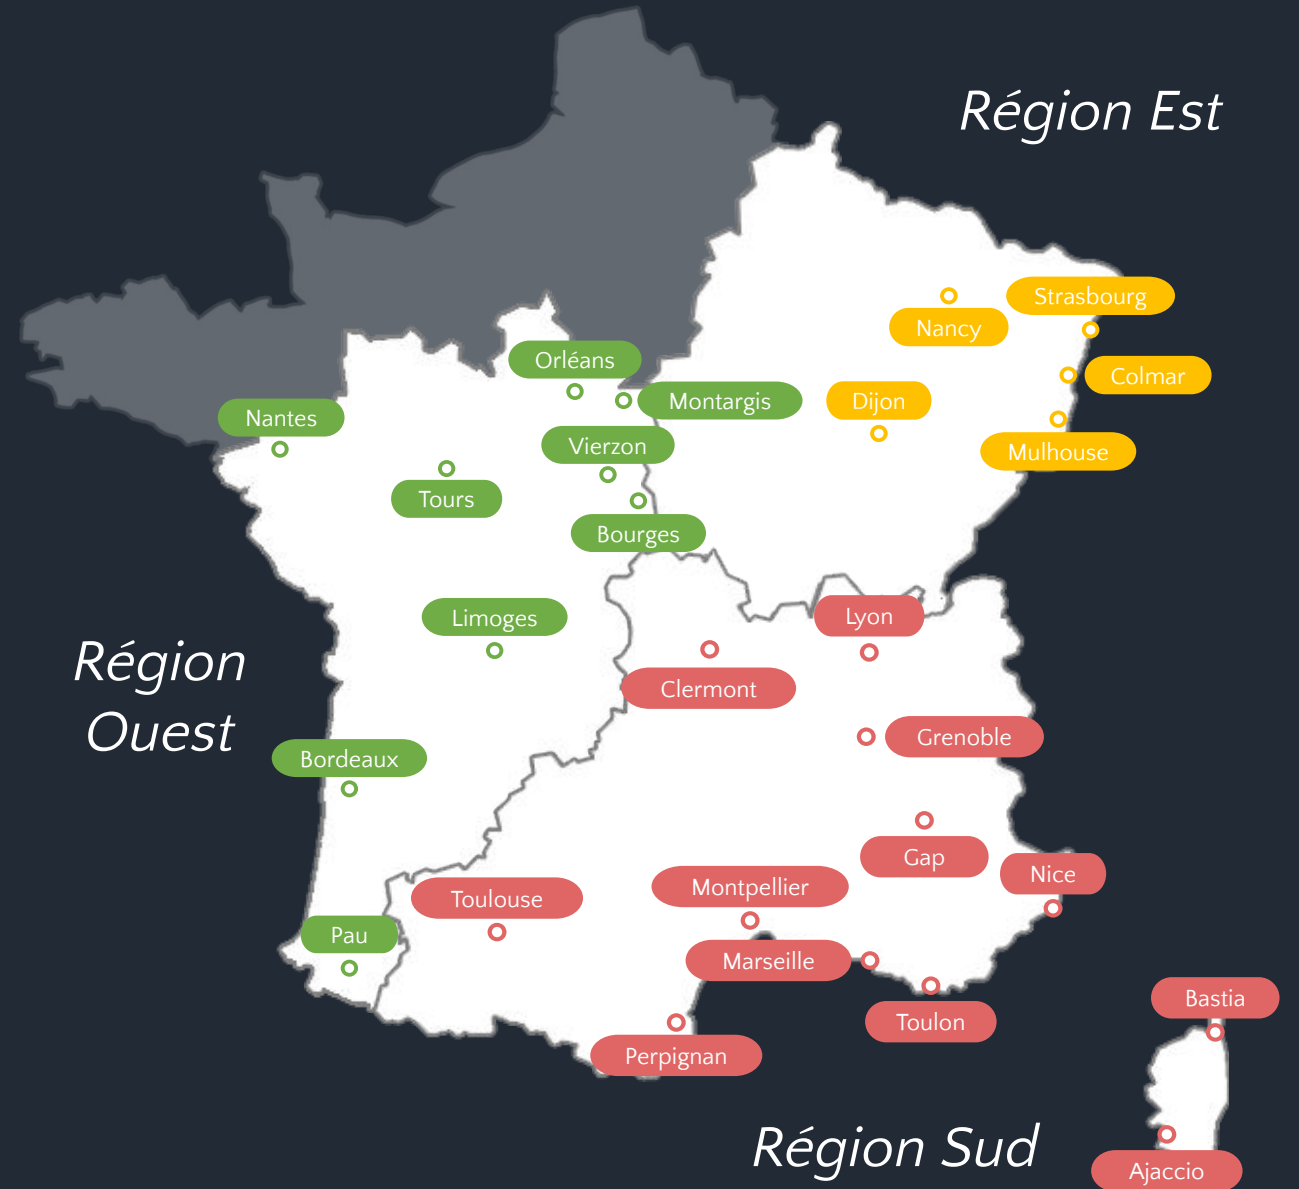 Région Est
Strasbourg
Nancy
Orléans
Colmar
Montargis
Dijon
Nantes
Vierzon
Mulhouse
Tours
Bourges
Lyon
Limoges
Région
Ouest
Clermont
Grenoble
Bordeaux
Gap
Nice
Montpellier
Toulouse
Pau
Marseille
Bastia
Toulon
Perpignan
Région Sud
Ajaccio